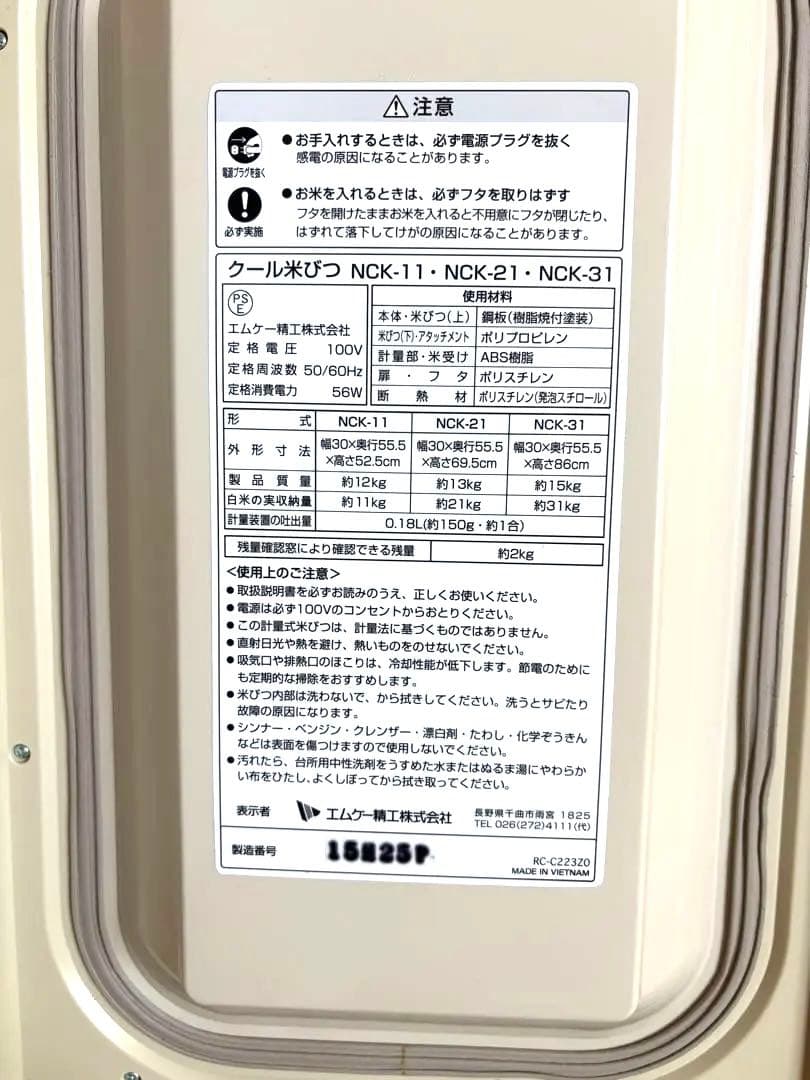 ⚠注意
電源プラグを抜く
●お手入れするときは、必ず電源プラグを抜く
感電の原因になることがあります。
必ず実施
●お米を入れるときは、必ずフタを取りはずす
フタを開けたままお米を入れると不用意にフタが閉じたり、
はずれて落下してけがの原因になることがあります。
クール米びつ NCK-11・NCK-21・NCK-31
PS
E
エムケー精工株式会社
定格電圧 100V
定格周波数 50/60Hz
定格消費電力 56W
使用材料
本体・米びつ(上) 鋼板(樹脂焼付塗装)
米びつ(下)・アタッチメント ポリプロピレン
計量部・米受け ABS樹脂
扉・フタ ポリスチレン
断熱材 ポリスチレン(発泡スチロール)
形式 NCK-11 NCK-21 NCK-31
外形寸法 幅30×奥行55.5×高さ52.5cm 幅30×奥行55.5×高さ69.5cm 幅30×奥行55.5×高さ86cm
製品質量 約12kg 約13kg 約15kg
白米の実収納量 約11kg 約21kg 約31kg
計量装置の吐出量 0.18L(約150g・約1合)
残量確認窓により確認できる残量 約2kg
<使用上のご注意>
●取扱説明書を必ずお読みのうえ、正しくお使いください。
●電源は必ず100Vのコンセントからおとりください。
●この計量式米びつは、計量法に基づくものではありません。
●直射日光や熱を避け、熱いものをのせないでください。
●吸気口や排熱口のほこりは、冷却性能が低下します。節電のために
も定期的な掃除をおすすめします。
●米びつ内部は洗わないで、から拭きしてください。洗うとサビたり
故障の原因になります。
●シンナー・ベンジン・クレンザー・漂白剤・たわし・化学ぞうきん
などは表面を傷つけますので使用しないでください。
●汚れたら、台所用中性洗剤をうすめた水またはぬるま湯にやわらか
い布をひたし、よくしぼってから拭き取ってください。
表示者 エムケー精工株式会社 長野県千曲市雨宮 1825
TEL 026(272)4111(代)
製造番号
RC-C223Z0
MADE IN VIETNAM